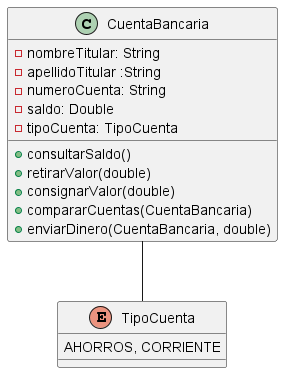 C CuentaBancaria
-nombreTitular: String
-apellidoTitular :String
-numeroCuenta: String
-saldo: Double
-tipoCuenta: TipoCuenta
+consultarSaldo()
+retirarValor(double)
+consignarValor(double)
+compararCuentas(CuentaBancaria)
+enviarDinero(CuentaBancaria, double)
E TipoCuenta
AHORROS, CORRIENTE